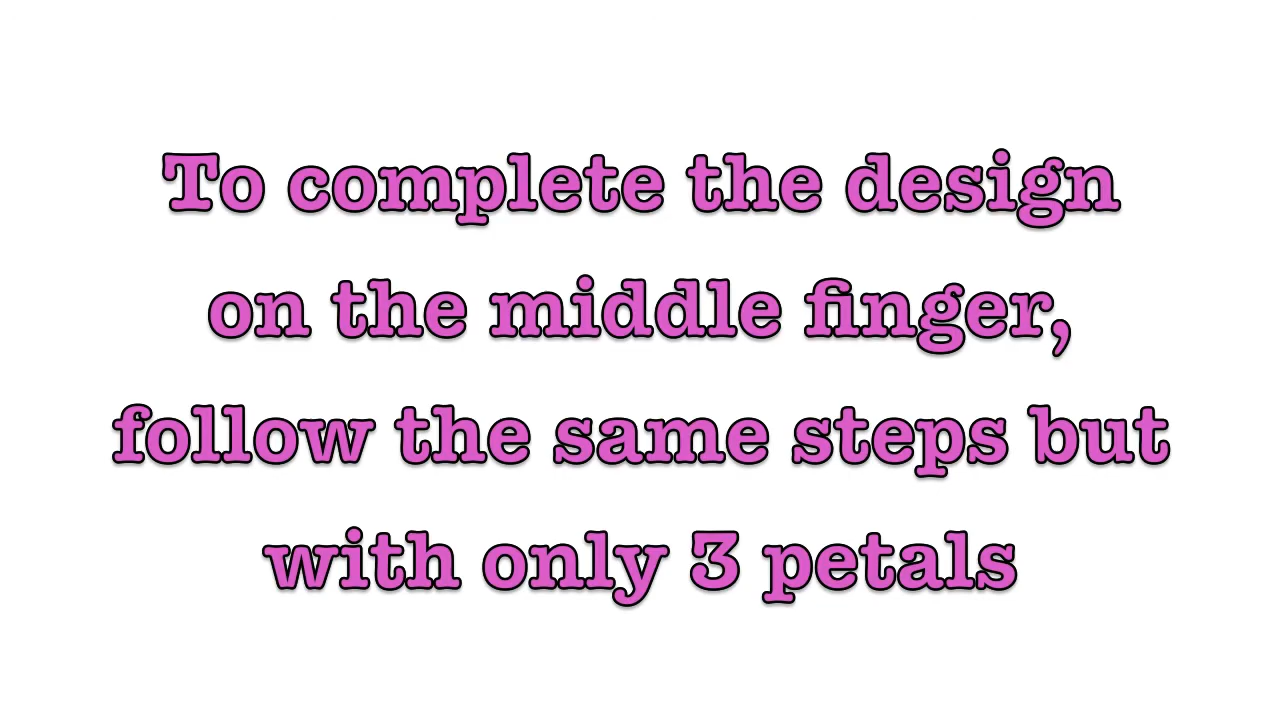 To complete the design
on the middle finger,
follow the same steps but
with only 3 petals